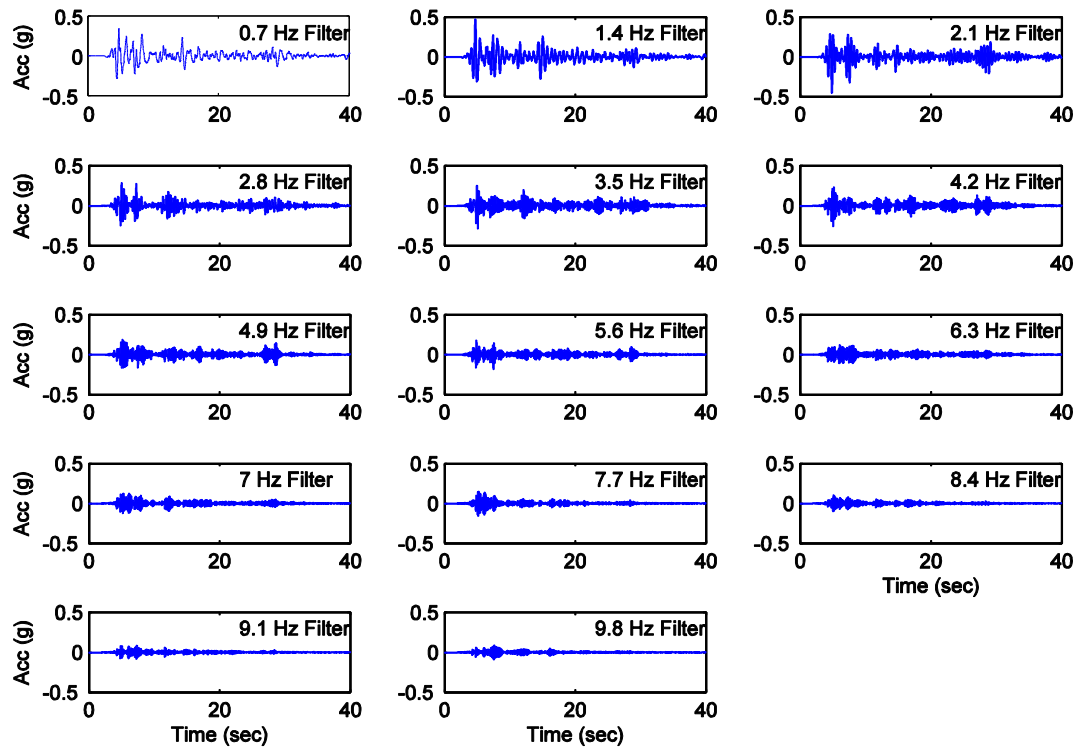 0.5
0
-0.5
Acc (g)
0.7 Hz Filter
0 20 40
0.5
0
-0.5
1.4 Hz Filter
0 20 40
0.5
0
-0.5
2.1 Hz Filter
0 20 40
0.5
0
-0.5
Acc (g)
2.8 Hz Filter
0 20 40
0.5
0
-0.5
3.5 Hz Filter
0 20 40
0.5
0
-0.5
4.2 Hz Filter
0 20 40
0.5
0
-0.5
Acc (g)
4.9 Hz Filter
0 20 40
0.5
0
-0.5
5.6 Hz Filter
0 20 40
0.5
0
-0.5
6.3 Hz Filter
0 20 40
0.5
0
-0.5
Acc (g)
7 Hz Filter
0 20 40
0.5
0
-0.5
7.7 Hz Filter
0 20 40
0.5
0
-0.5
8.4 Hz Filter
0 20 40
Time (sec)
0.5
0
-0.5
Acc (g)
9.1 Hz Filter
0 20 40
Time (sec)
0.5
0
-0.5
9.8 Hz Filter
0 20 40
Time (sec)